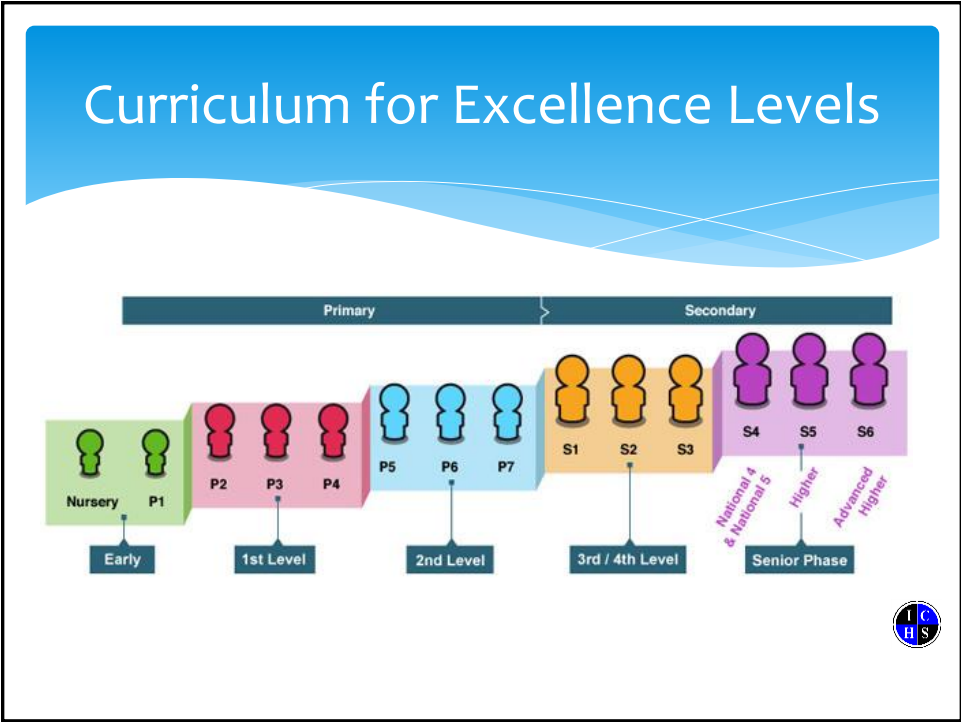 Curriculum for Excellence Levels
Primary Secondary
S4 S5 S6
S1 S2 S3
P5 P6 P7
P2 P3 P4
Nursery P1
National 4
& National 5
Higher
Advanced
Higher
Early 1st Level 2nd Level 3rd / 4th Level Senior Phase
I C
H S